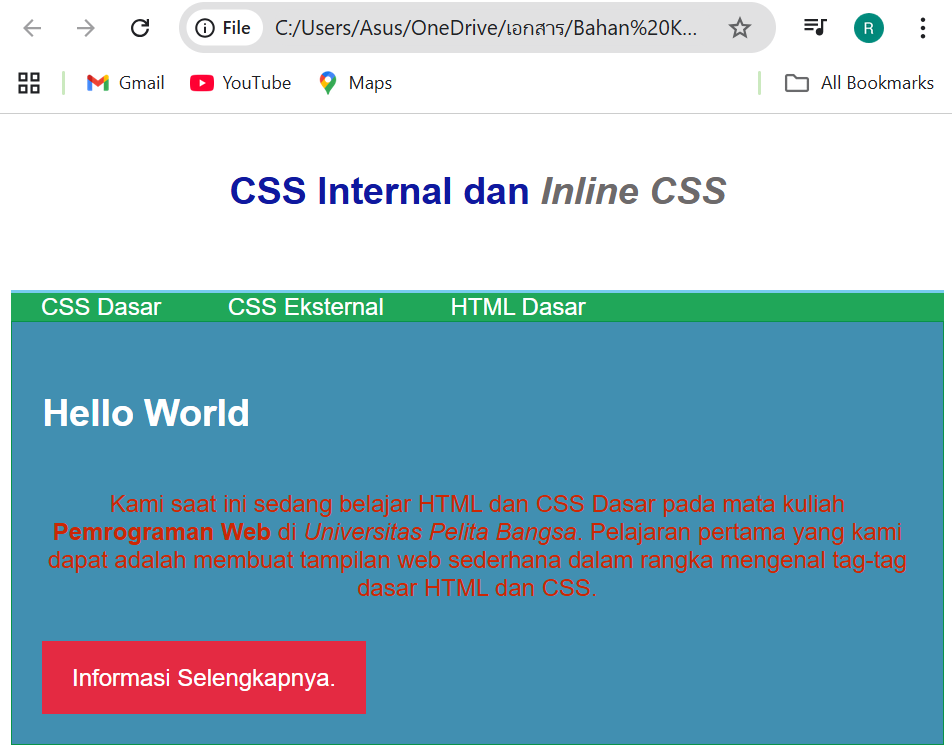 File C:/Users/Asus/OneDrive/เอกสาร/Bahan%20K... R
Gmail YouTube Maps All Bookmarks
CSS Internal dan Inline CSS
CSS Dasar CSS Eksternal HTML Dasar
Hello World
Kami saat ini sedang belajar HTML dan CSS Dasar pada mata kuliah
Pemrograman Web di Universitas Pelita Bangsa. Pelajaran pertama yang kami
dapat adalah membuat tampilan web sederhana dalam rangka mengenal tag-tag
dasar HTML dan CSS.
Informasi Selengkapnya.